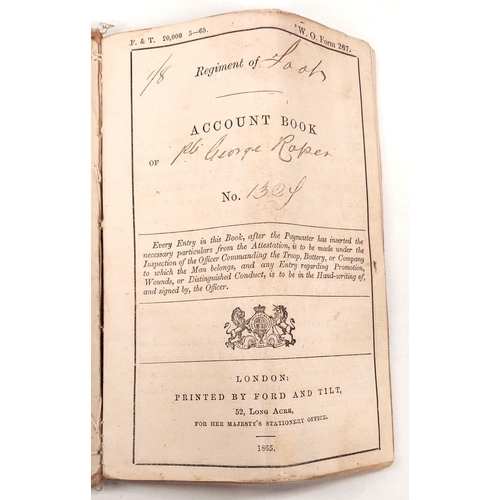 F. & T. 20,000 5—65. W. O. Form 267.
1/8 Regiment of Foot
ACCOUNT BOOK
OF Pte George Roper
No. 132
Every Entry in this Book, after the Paymaster has inserted the
necessary particulars from the Attestation, is to be made under the
Inspection of the Officer Commanding the Troop, Battery, or Company
to which the Man belongs, and any Entry regarding Promotion,
Wounds, or Distinguished Conduct, is to be in the Hand-writing of,
and signed by, the Officer.
LONDON:
PRINTED BY FORD AND TILT,
52, LONG ACRE,
FOR HER MAJESTY'S STATIONERY OFFICE.
1865.